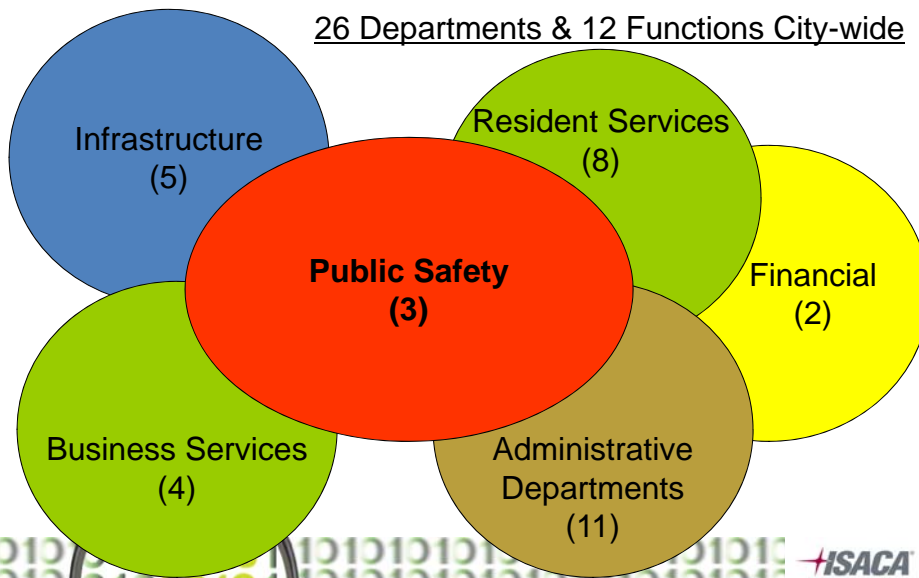 26 Departments & 12 Functions City-wide
Infrastructure
(5)
Resident Services
(8)
Public Safety
(3)
Financial
(2)
Business Services
(4)
Administrative
Departments
(11)
ISACA